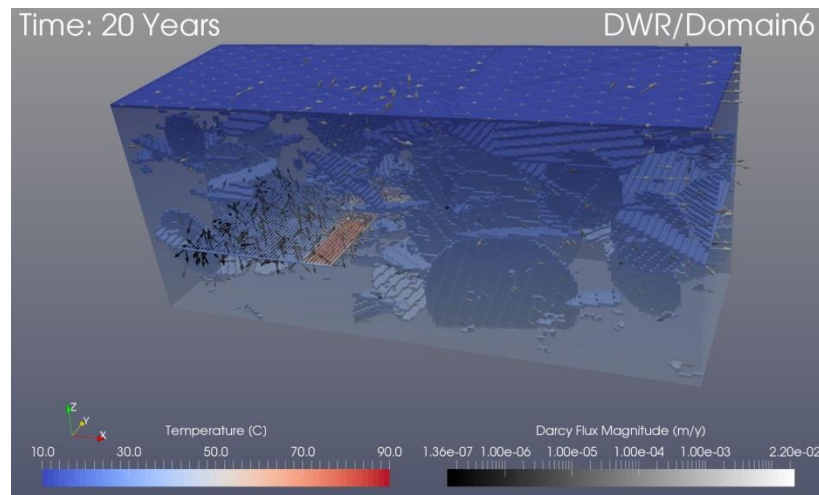 Time: 20 Years
DWR/Domain6
Z
Y
X
Temperature (C)
10.0 30.0 50.0 70.0 90.0
Darcy Flux Magnitude (m/y)
1.36e-07 1.00e-06 1.00e-05 1.00e-04 1.00e-03 2.20e-02